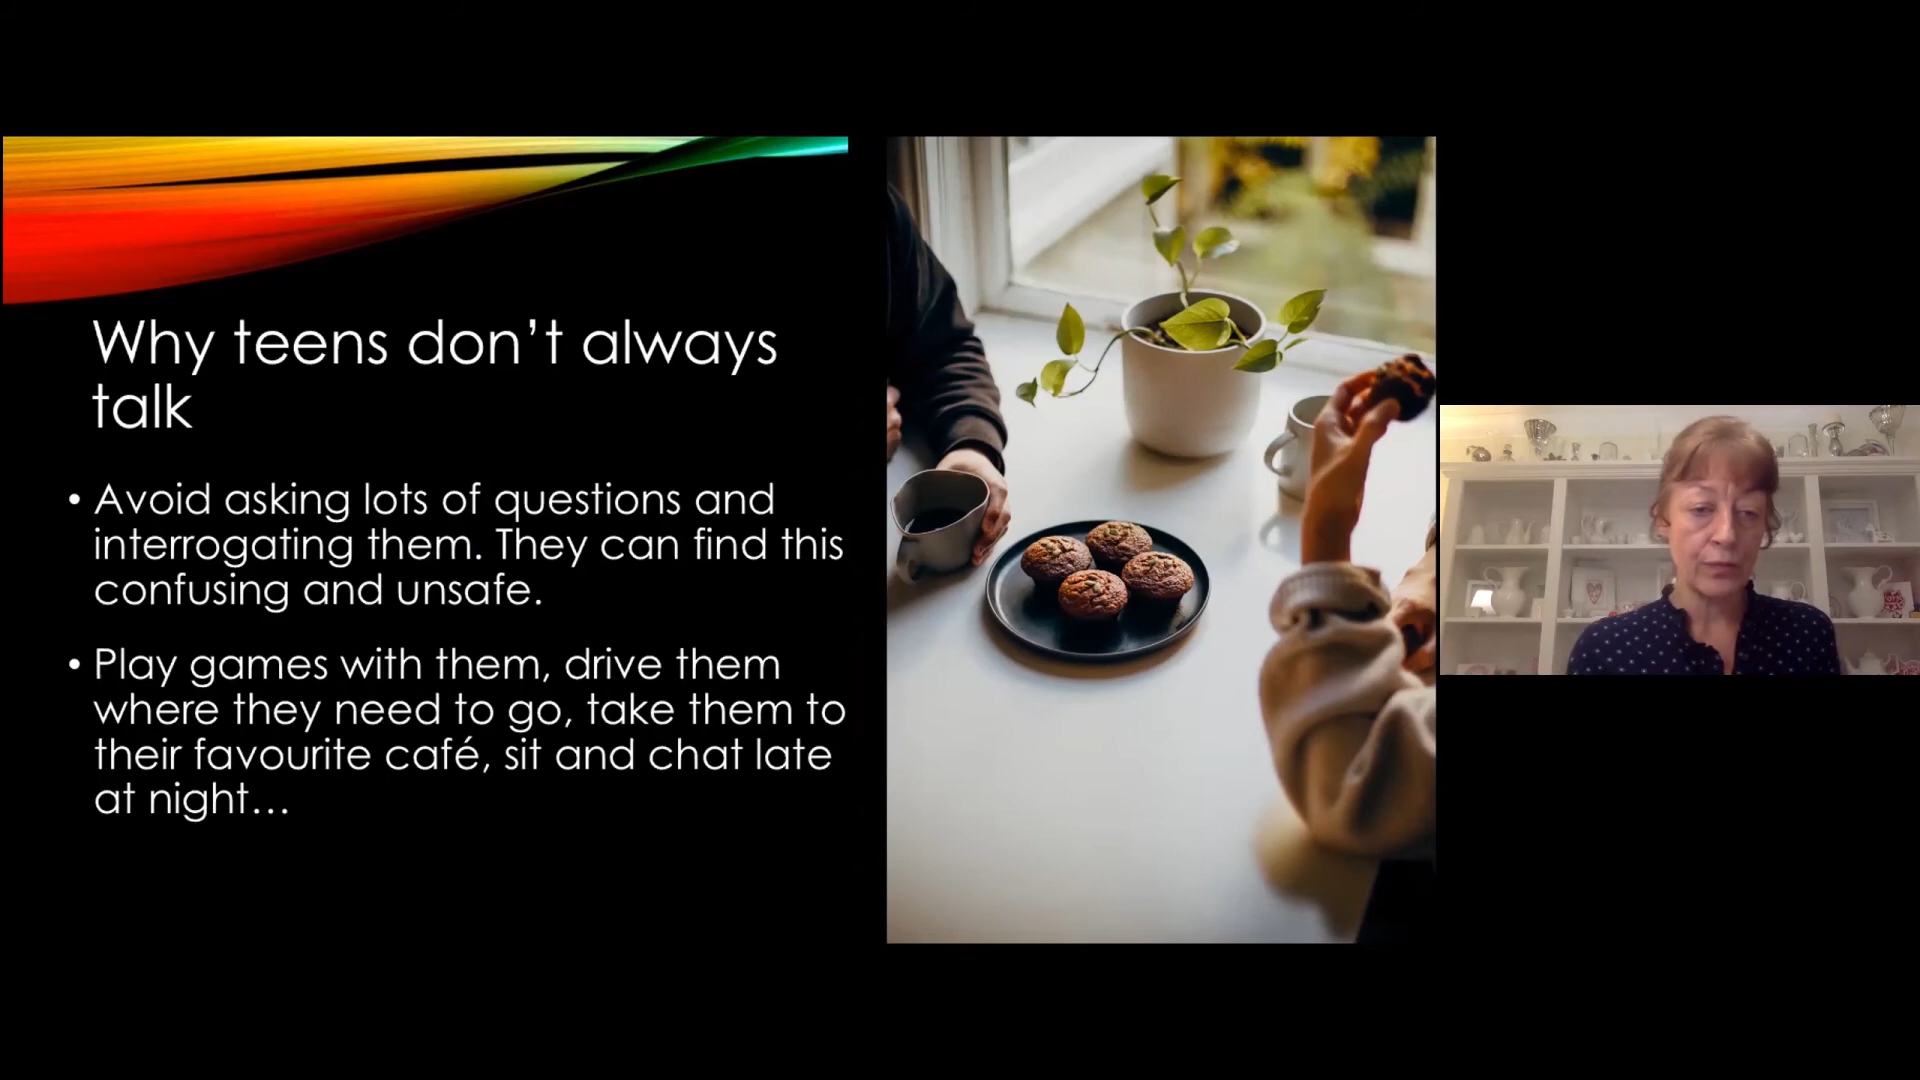 Why teens don’t always
talk
• Avoid asking lots of questions and
interrogating them. They can find this
confusing and unsafe.
• Play games with them, drive them
where they need to go, take them to
their favourite café, sit and chat late
at night…